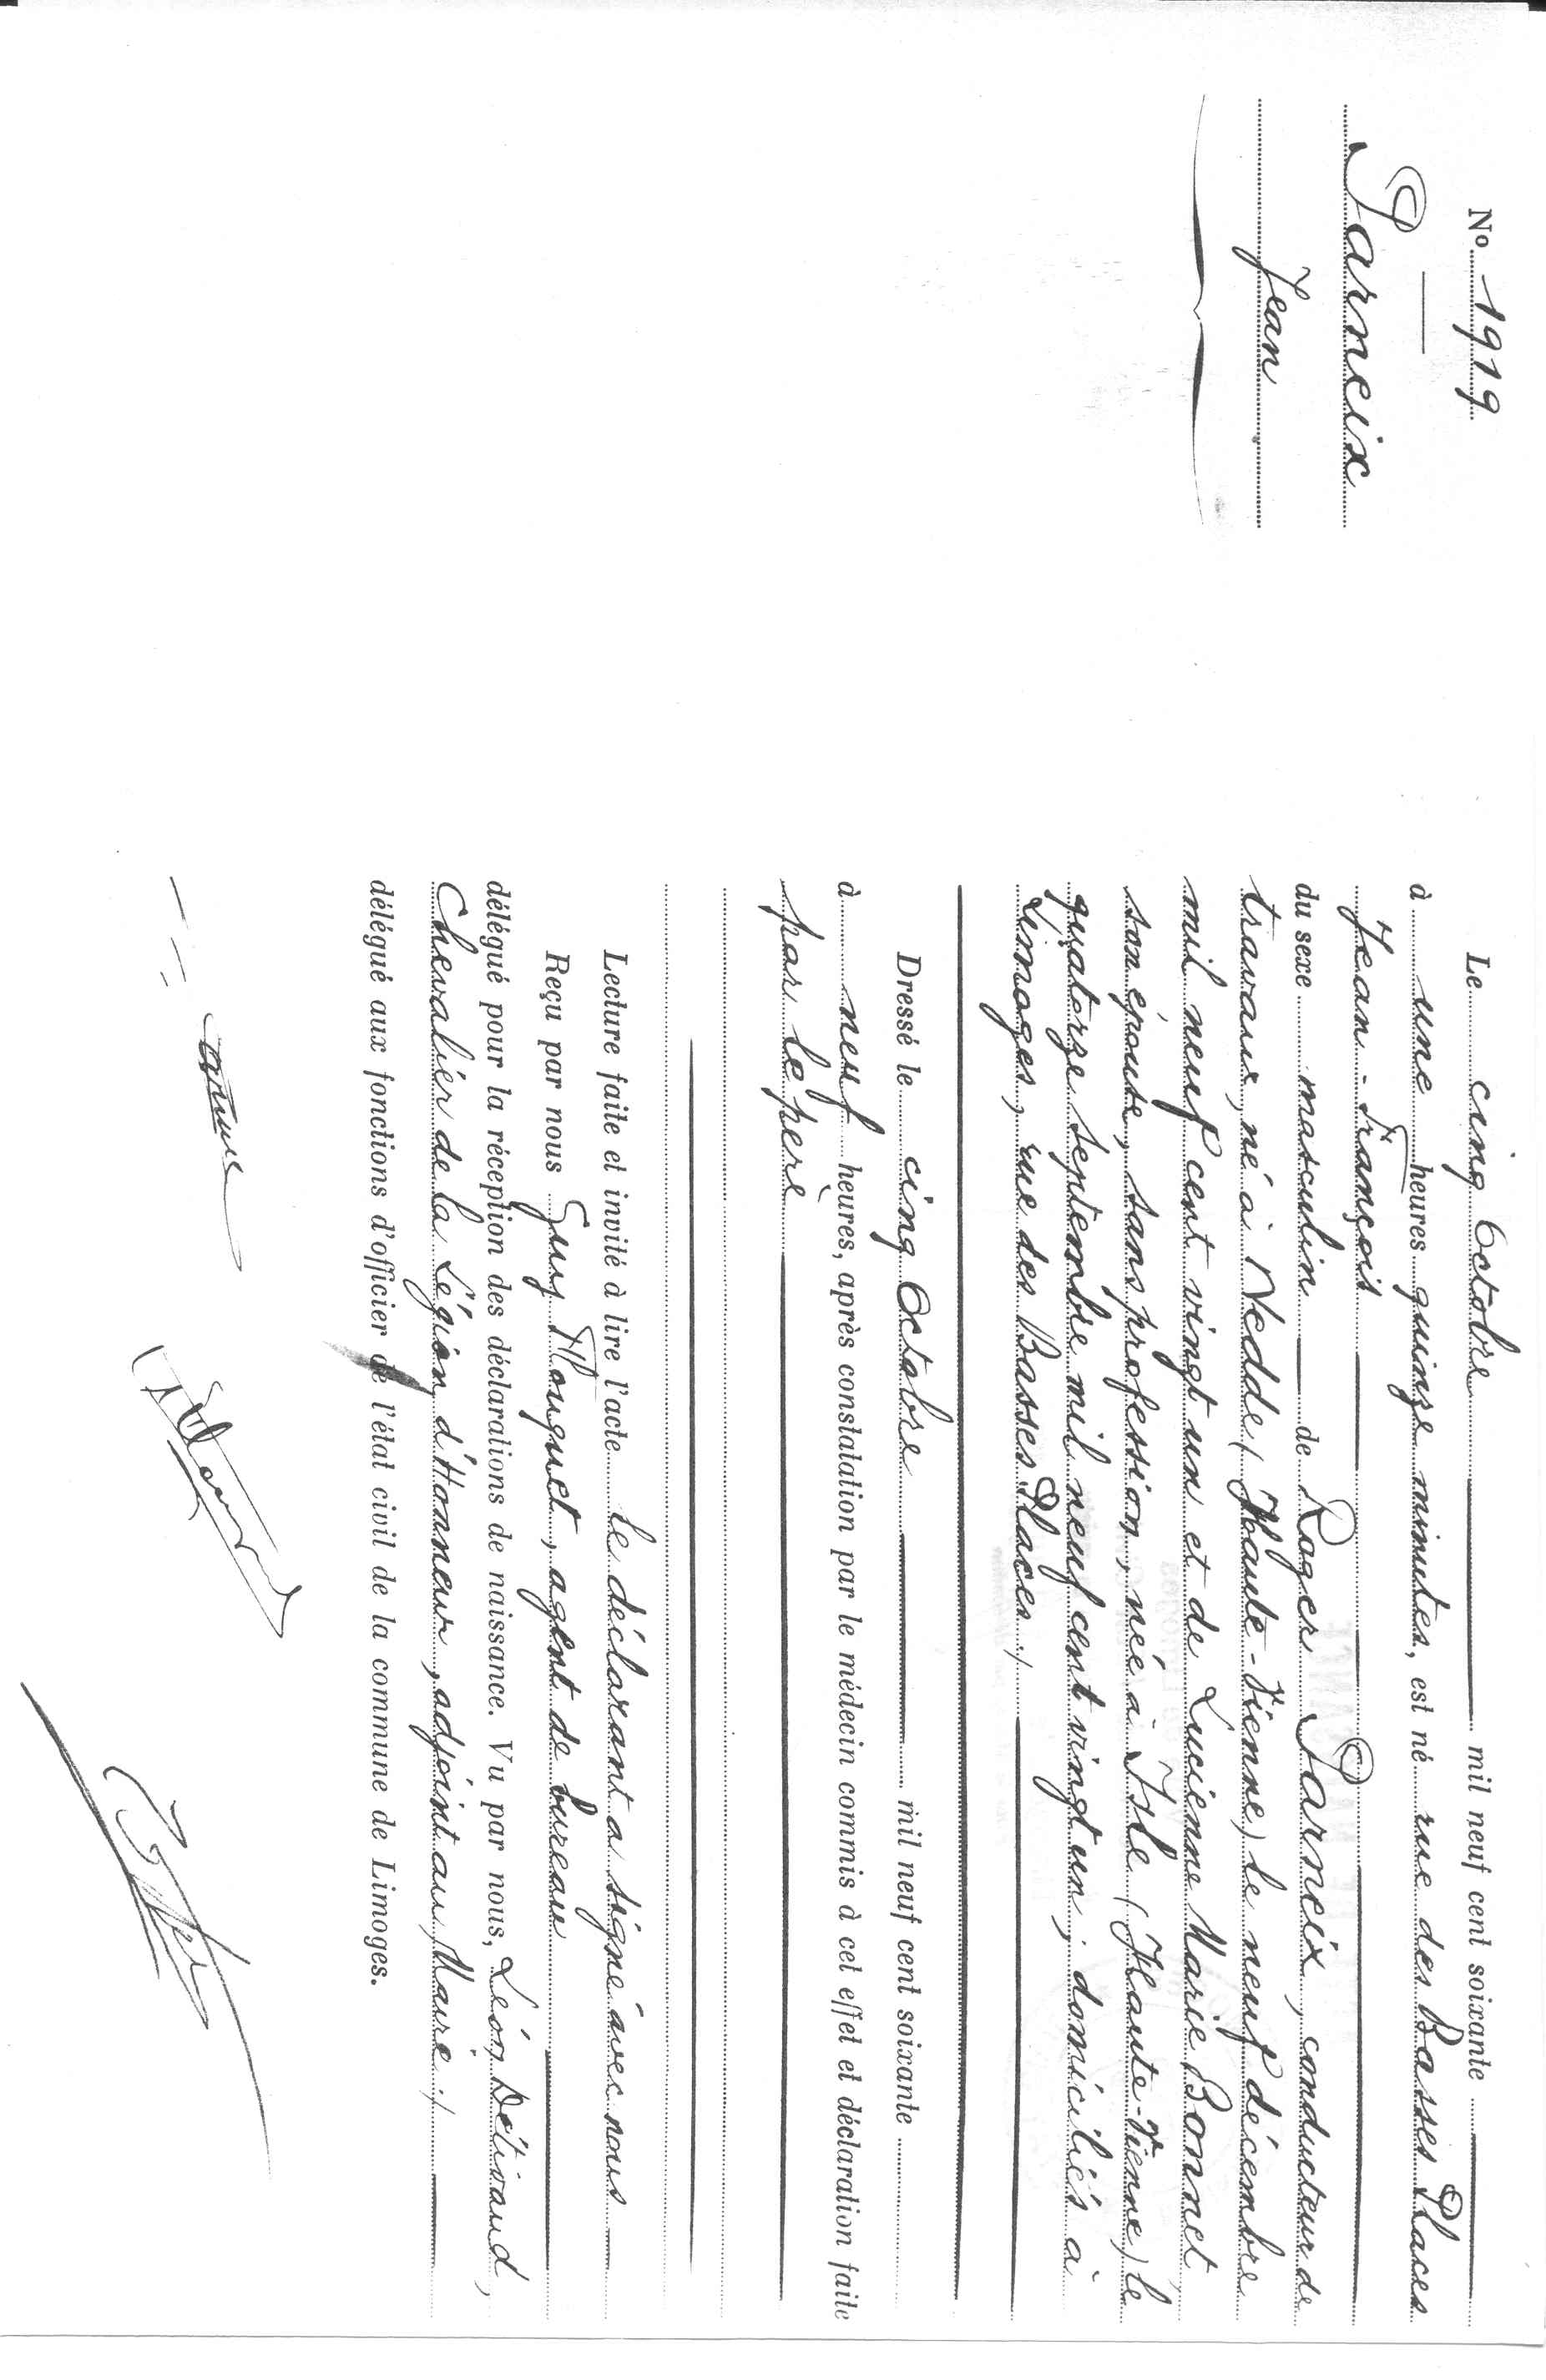 N° 1919
Parneix
Jean
Le cinq Octobre mil neuf cent soixante
à une heures quinze minutes, est né rue des Basses Places
Jean-François
du sexe masculin de Roger Parneix, conducteur de
travaux, né à Nedde (Haute-Vienne) le neuf décembre
mil neuf cent vingt un et de Lucienne Marie Bonnet,
son épouse, sans profession, née à Isle (Haute-Vienne) le
quatorze septembre mil neuf cent vingt un ; domiciliés à
Limoges, rue des Basses Places ./
Dressé le cinq Octobre mil neuf cent soixante
à neuf heures, après constatation par le médecin commis à cet effet et déclaration faite
par le père
Lecture faite et invité à lire l'acte le déclarant a signé avec nous
Reçu par nous Guy Flouquet, agent de bureau
délégué pour la réception des déclarations de naissance. Vu par nous, Léon Détivaud,
Chevalier de la Légion d'Honneur, adjoint au Maire ./
délégué aux fonctions d'officier de l'état civil de la commune de Limoges.